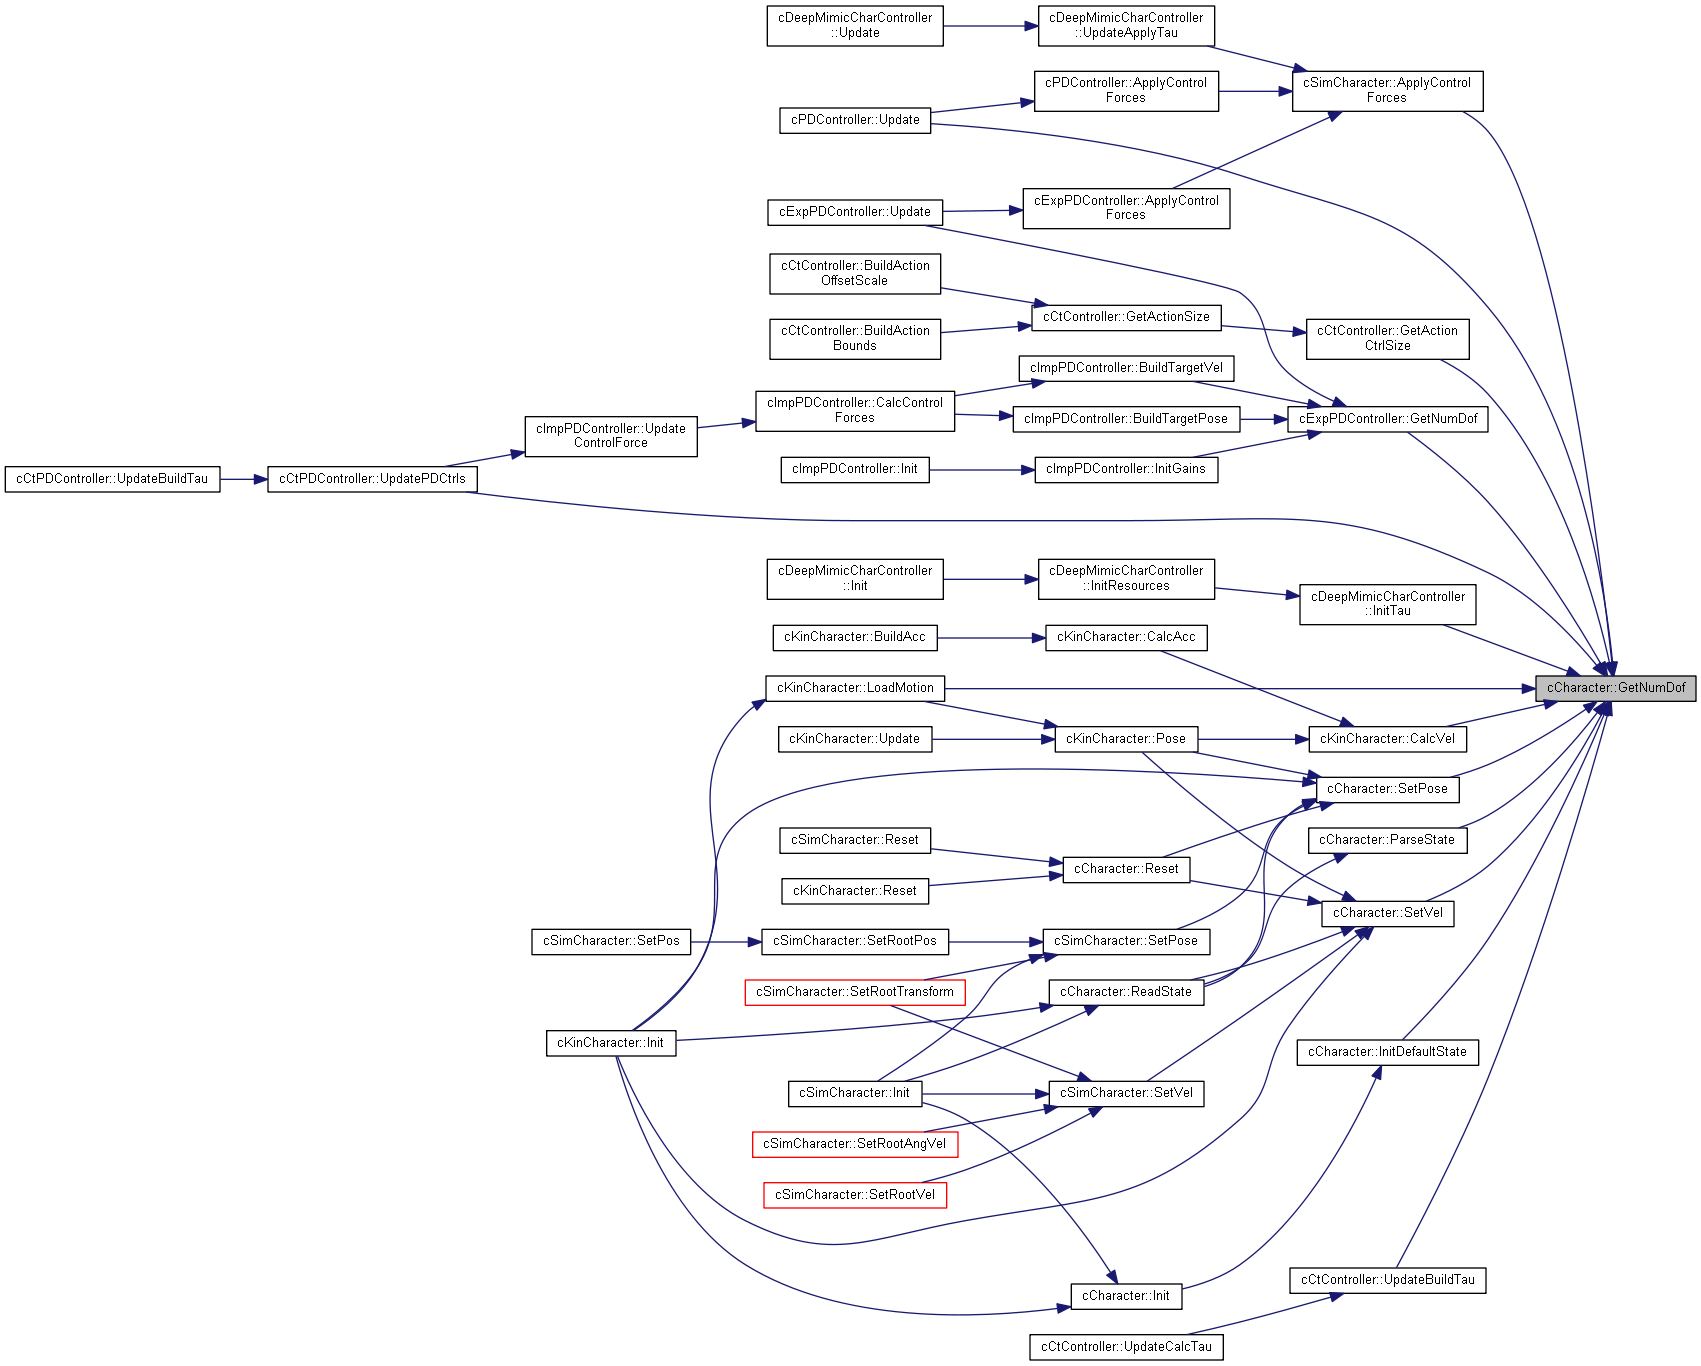 cDeepMimicCharController
::Update
cDeepMimicCharController
::UpdateApplyTau
cSimCharacter::ApplyControl
Forces
cPDController::ApplyControl
Forces
cPDController::Update
cExpPDController::ApplyControl
Forces
cExpPDController::Update
cCtController::BuildAction
OffsetScale
cCtController::GetActionSize
cCtController::GetAction
CtrlSize
cCtController::BuildAction
Bounds
cImpPDController::BuildTargetVel
cImpPDController::CalcControl
Forces
cImpPDController::BuildTargetPose
cExpPDController::GetNumDof
cImpPDController::Update
ControlForce
cImpPDController::Init
cImpPDController::InitGains
cCtPDController::UpdateBuildTau
cCtPDController::UpdatePDCtrls
cDeepMimicCharController
::Init
cDeepMimicCharController
::InitResources
cDeepMimicCharController
::InitTau
cKinCharacter::BuildAcc
cKinCharacter::CalcAcc
cKinCharacter::LoadMotion
cCharacter::GetNumDof
cKinCharacter::Update
cKinCharacter::Pose
cKinCharacter::CalcVel
cCharacter::SetPose
cSimCharacter::Reset
cCharacter::ParseState
cCharacter::Reset
cKinCharacter::Reset
cCharacter::SetVel
cSimCharacter::SetPos
cSimCharacter::SetRootPos
cSimCharacter::SetPose
cSimCharacter::SetRootTransform
cCharacter::ReadState
cKinCharacter::Init
cCharacter::InitDefaultState
cSimCharacter::Init
cSimCharacter::SetVel
cSimCharacter::SetRootAngVel
cSimCharacter::SetRootVel
cCharacter::Init
cCtController::UpdateBuildTau
cCtController::UpdateCalcTau